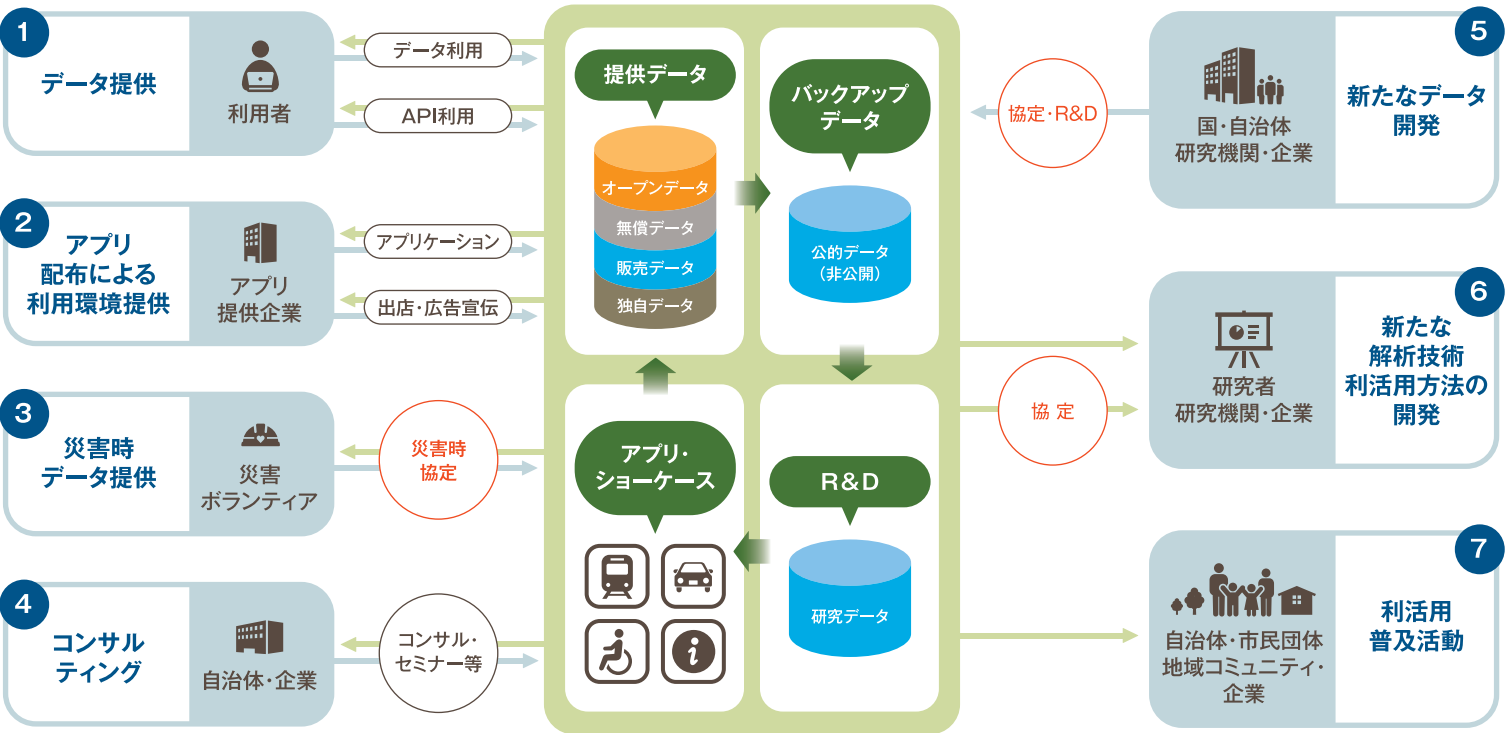 1
データ提供
利用者
データ利用
API利用
2
アプリ
配布による
利用環境提供
アプリ
提供企業
アプリケーション
出店・広告宣伝
3
災害時
データ提供
災害
ボランティア
災害時
協定
4
コンサル
ティング
自治体・企業
コンサル・
セミナー等
提供データ
オープンデータ
無償データ
販売データ
独自データ
バックアップ
データ
公的データ
(非公開)
アプリ・
ショーケース
R&D
研究データ
5
協定・R&D
国・自治体
研究機関・企業
新たなデータ
開発
6
協定
研究者
研究機関・企業
新たな
解析技術
利活用方法の
開発
7
自治体・市民団体
地域コミュニティ・
企業
利活用
普及活動